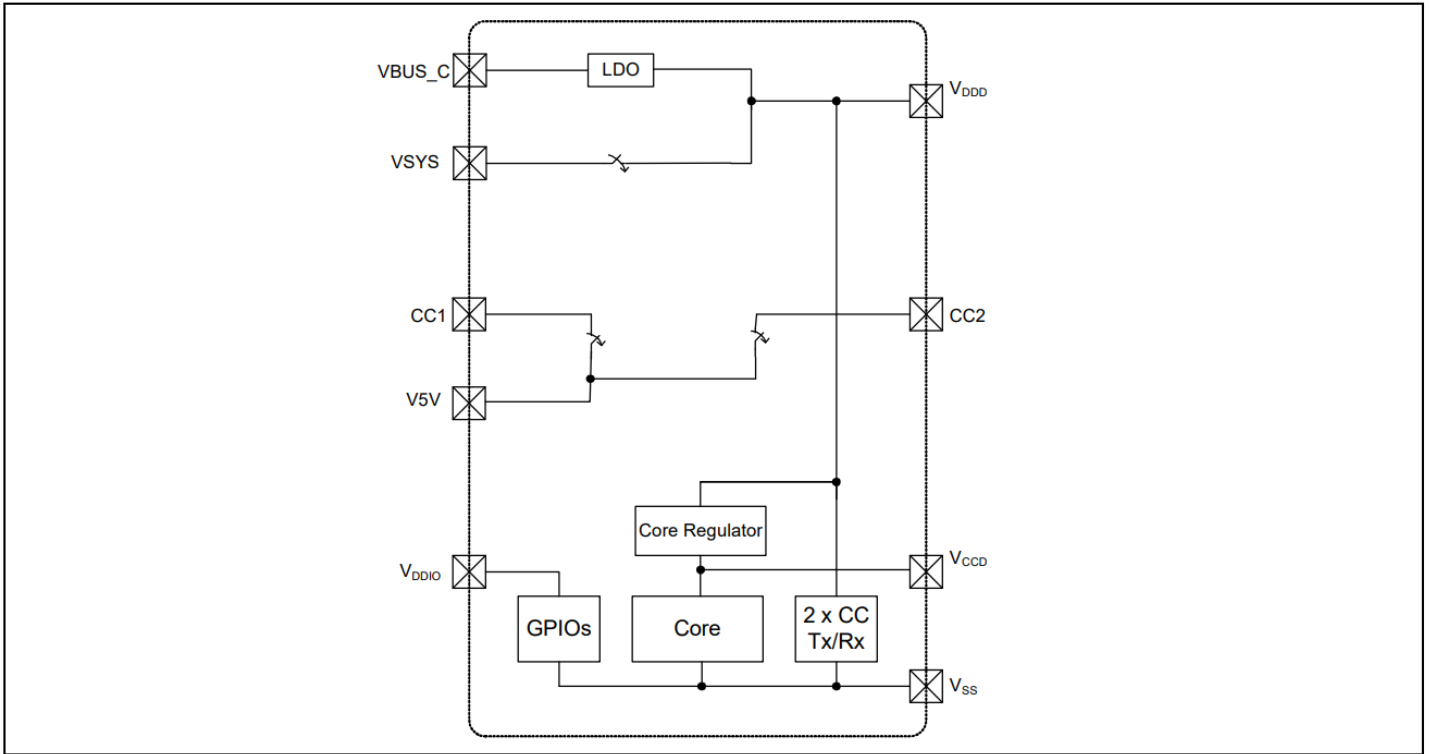 VBUS_C
LDO
VDDD
VSYS
CC1
CC2
V5V
Core Regulator
VDDIO
VCCD
GPIOs
Core
2 x CC
Tx/Rx
VSS